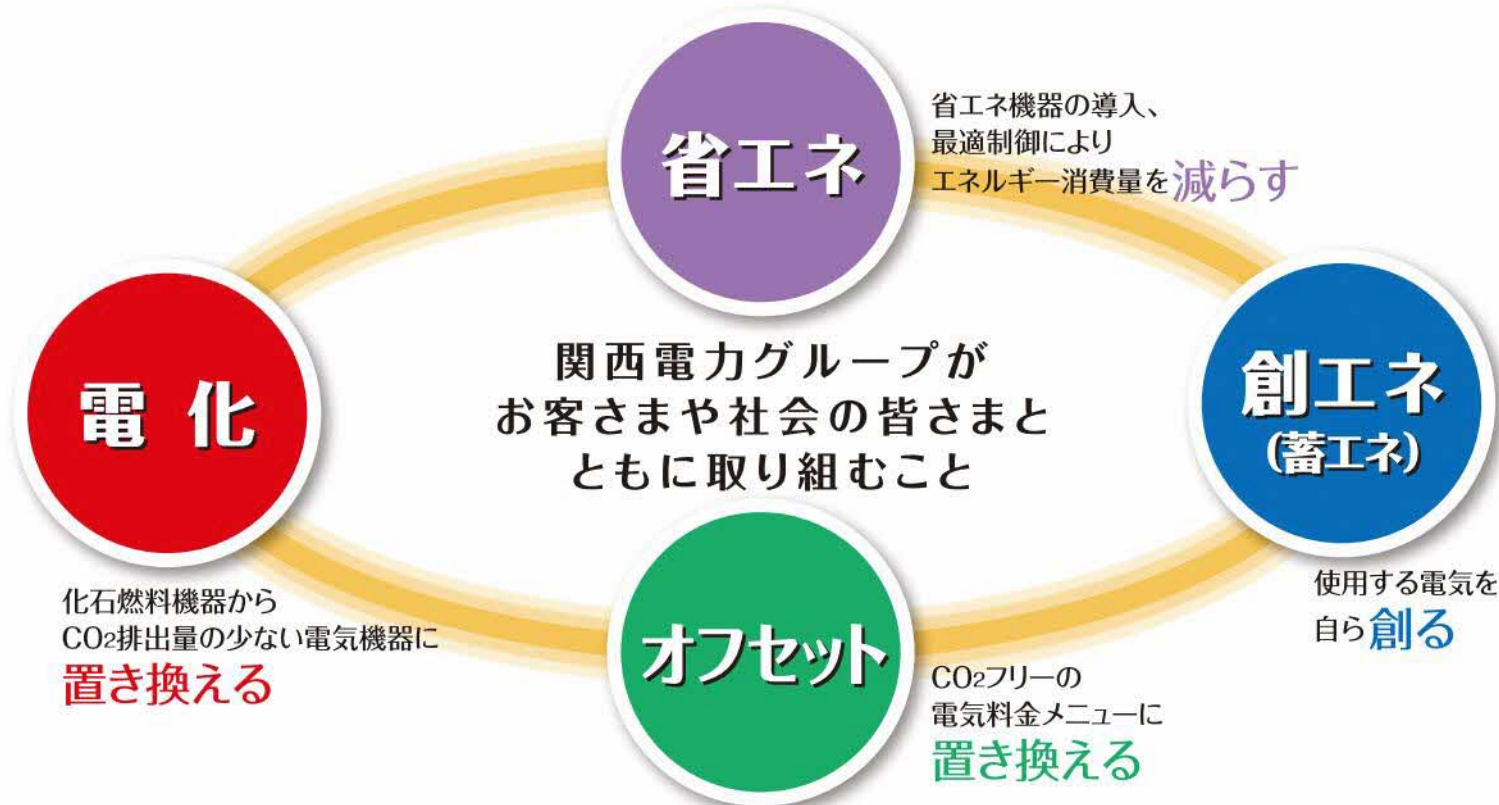 省エネ
省エネ機器の導入、
最適制御により
エネルギー消費量を減らす
創エネ
(蓄エネ)
使用する電気を
自ら創る
関西電力グループが
お客さまや社会の皆さまと
ともに取り組むこと
電化
化石燃料機器から
CO2排出量の少ない電気機器に
置き換える
オフセット
CO2フリーの
電気料金メニューに
置き換える